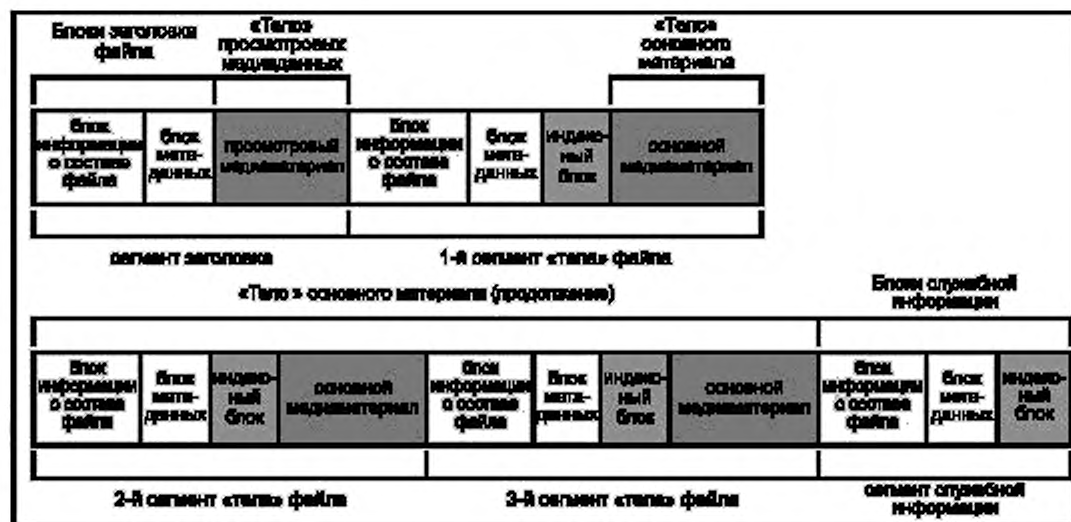 Блоки заголовка
файла
«Тело»
просмотровых
медиаданных
«Тело»
основного
материала
блок
информации
о составе
файла
блок
мета-
данных
просмотровый
медиаматериал
блок
информации
о составе
файла
блок
мета-
данных
индекс-
ный
блок
основной
медиаматериал
сегмент заголовка
1-й сегмент «тела» файла
«Тело» основного материала (продолжение)
Блоки служебной
информации
блок
информации
о составе
файла
блок
мета-
данных
индекс-
ный
блок
основной
медиаматериал
блок
информации
о составе
файла
блок
мета-
данных
индекс-
ный
блок
основной
медиаматериал
блок
информации
о составе
файла
блок
мета-
данных
индекс-
ный
блок
2-й сегмент «тела» файла
3-й сегмент «тела» файла
сегмент служебной
информации